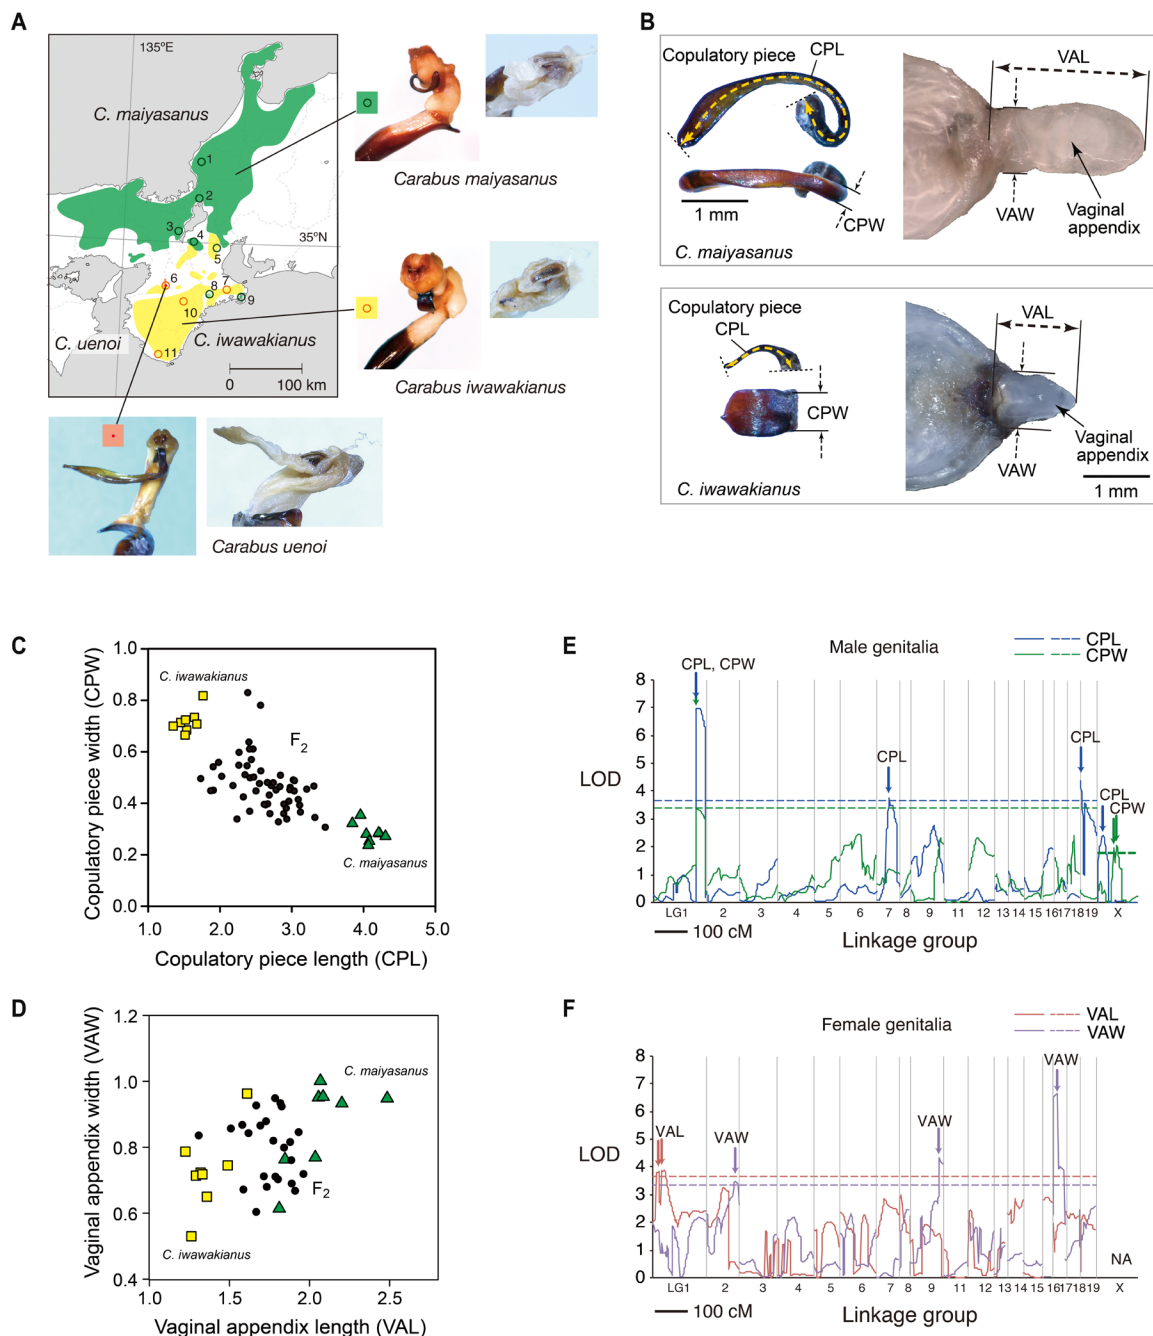 A
135ºE
C. maiyasanus
1
2
3
4
35ºN
5
6
7
8
9
10
C. uenoi
C. iwawakianus
11
0 100 km
Carabus maiyasanus
Carabus iwawakianus
Carabus uenoi
B
Copulatory piece
CPL
VAL
1 mm
CPW
VAW
Vaginal
appendix
C. maiyasanus
Copulatory piece
CPL
VAL
CPW
VAW
Vaginal
appendix
1 mm
C. iwawakianus
C
Copulatory piece width (CPW)
1.0
0.8
0.6
0.4
0.2
0.0
C. iwawakianus
F2
C. maiyasanus
1.0 2.0 3.0 4.0 5.0
Copulatory piece length (CPL)
D
Vaginal appendix width (VAW)
1.2
1.0
0.8
0.6
0.4
C. maiyasanus
F2
C. iwawakianus
1.0 1.5 2.0 2.5
Vaginal appendix length (VAL)
E
Male genitalia
CPL
CPW
CPL, CPW
CPL
CPL
CPL
CPW
LOD
8
7
6
5
4
3
2
1
0
LG1 2 3 4 5 6 7 8 9 11 12 13 14 15 16 17 18 19 X
100 cM
Linkage group
F
Female genitalia
VAL
VAW
VAL
VAW
VAW
VAW
LOD
8
7
6
5
4
3
2
1
0
NA
LG1 2 3 4 5 6 7 8 9 11 12 13 14 15 16 17 18 19 X
100 cM
Linkage group